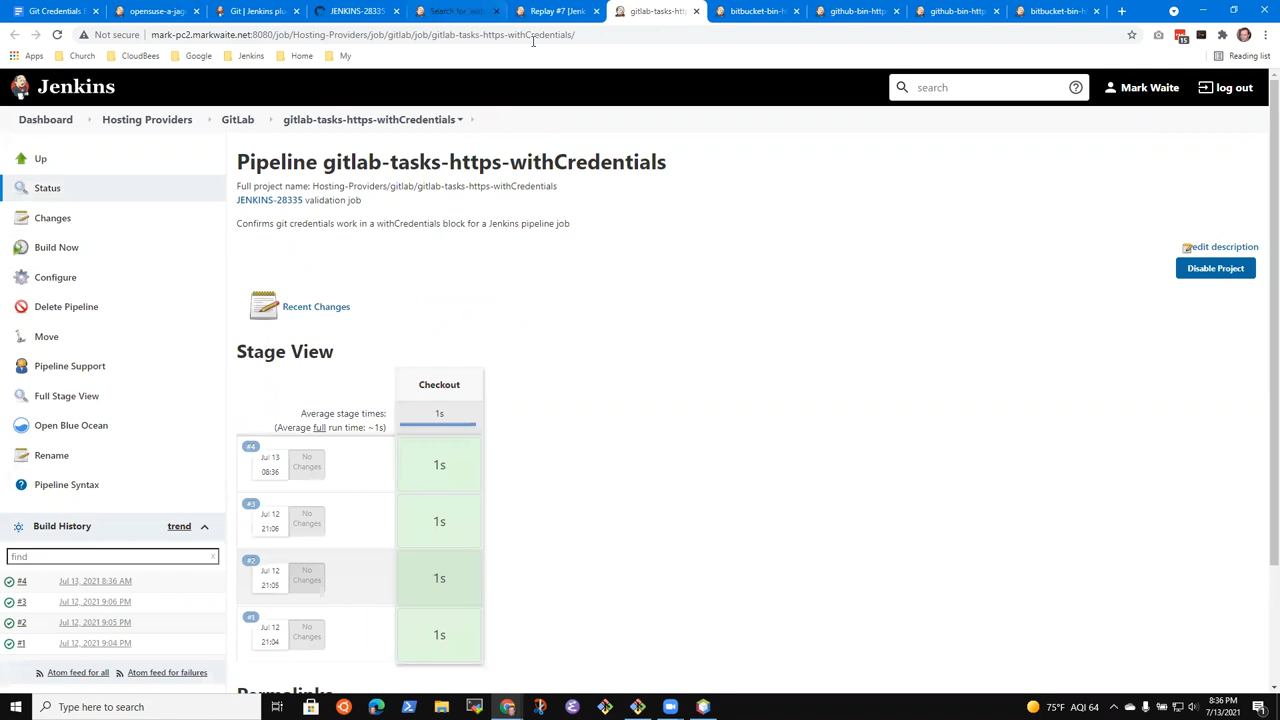 Git Credentials
opensuse-a-jag
Git | Jenkins plu
JENKINS-28335
Search for 
Replay #7 [Jenk
gitlab-tasks-https
bitbucket-bin-ht
github-bin-http
github-bin-http
bitbucket-bin-ht
Not secure | mark-pc2.markwaite.net:8080/job/Hosting-Providers/job/gitlab/job/gitlab-tasks-https-withCredentials/
15
Apps Church CloudBees Google Jenkins Home My Reading list
Jenkins search Mark Waite log out
Dashboard Hosting Providers GitLab gitlab-tasks-https-withCredentials
Up
Status
Changes
Build Now
Configure
Delete Pipeline
Move
Pipeline Support
Full Stage View
Open Blue Ocean
Rename
Pipeline Syntax
Build History trend
find x
#4 Jul 13, 2021 8:36 AM
#3 Jul 12, 2021 9:06 PM
#2 Jul 12, 2021 9:05 PM
#1 Jul 12, 2021 9:04 PM
Atom feed for all Atom feed for failures
Pipeline gitlab-tasks-https-withCredentials
Full project name: Hosting-Providers/gitlab/gitlab-tasks-https-withCredentials
JENKINS-28335 validation job
Confirms git credentials work in a withCredentials block for a Jenkins pipeline job
edit description
Disable Project
Recent Changes
Stage View
Checkout
Average stage times: 1s
(Average full run time: ~1s)
#4
Jul 13 No
08:36 Changes
1s
#3
Jul 12 No
21:06 Changes
1s
#2
Jul 12 No
21:05 Changes
1s
#1
Jul 12 No
21:04 Changes
1s
Permalinks
Type here to search
75°F AQI 64
8:36 PM
7/13/2021
1